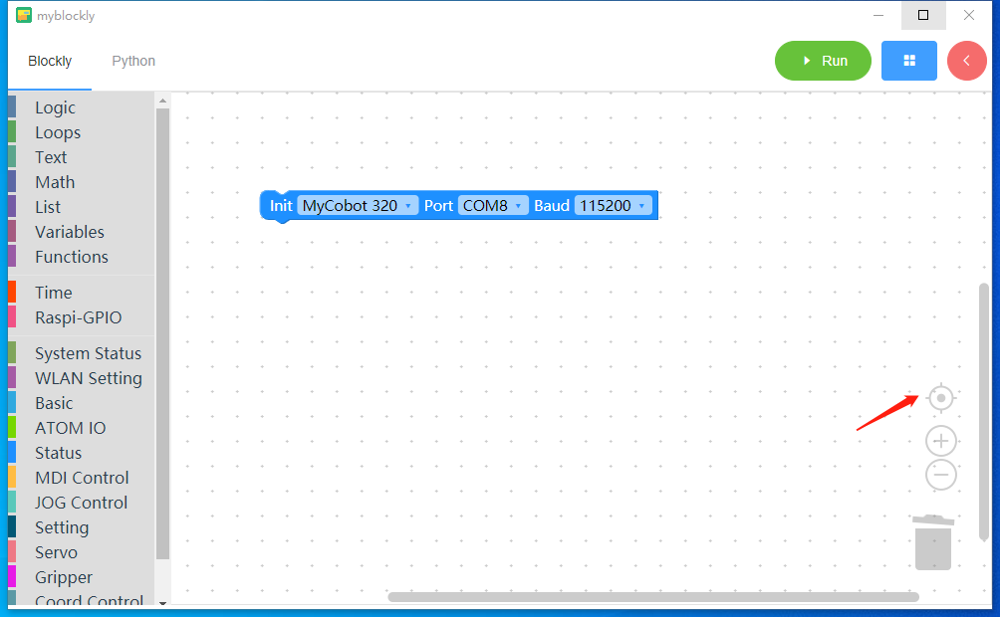 myblockly
Blockly Python Run
Logic
Loops
Text
Math
List
Variables
Functions
Time
Raspi-GPIO
System Status
WLAN Setting
Basic
ATOM IO
Status
MDI Control
JOG Control
Setting
Servo
Gripper
Coord Control
Init MyCobot 320 Port COM8 Baud 115200